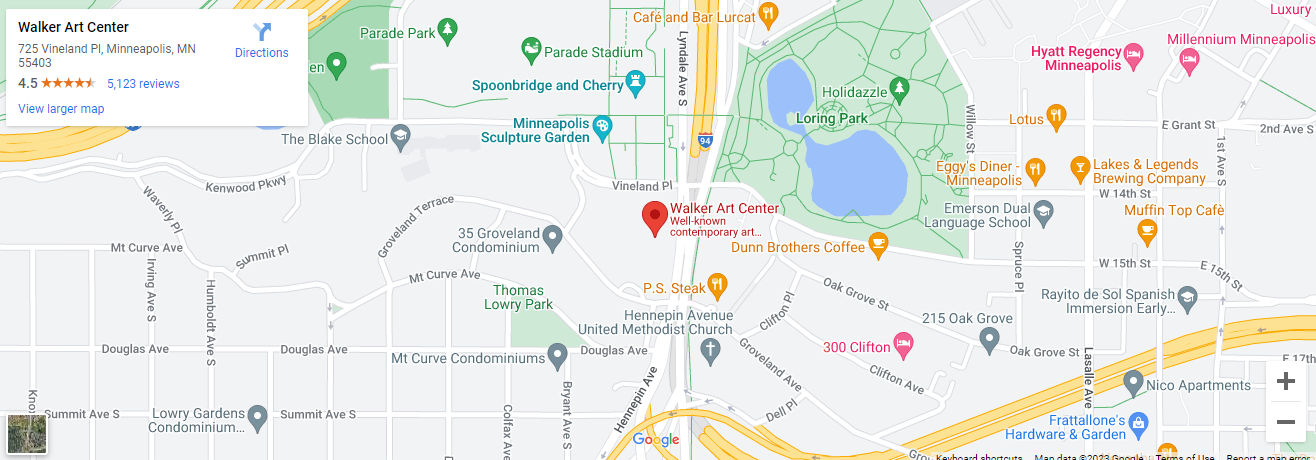 Walker Art Center
725 Vineland Pl, Minneapolis, MN
55403
Directions
4.5
5,123 reviews
View larger map
Café and Bar Lurcat
Luxury
Parade Park
Parade Stadium
Lyndale Ave S
Hyatt Regency
Minneapolis
Millennium Minneapolis
en
Spoonbridge and Cherry
Holidazzle
Loring Park
Minneapolis
Sculpture Garden
The Blake School
94
Willow St
Lotus
E Grant St
2nd Ave S
1st Ave S
Eggy's Diner -
Minneapolis
Lakes & Legends
Brewing Company
W 14th St
Kenwood Pkwy
Vineland Pl
Waverly Pl
Groveland Terrace
Walker Art Center
Well-known
contemporary art...
Emerson Dual
Language School
Muffin Top Cafè
35 Groveland
Condominium
Dunn Brothers Coffee
Mt Curve Ave
Summit Pl
Irving Ave S
Humboldt Ave S
Mt Curve Ave
Spruce Pl
W 15th St
E 15th St
Thomas
Lowry Park
P.S. Steak
Oak Grove St
Clifton Pl
Rayito de Sol Spanish
Immersion Early...
Hennepin Avenue
United Methodist Church
215 Oak Grove
Douglas Ave
Douglas Ave
Douglas Ave
Mt Curve Condominiums
300 Clifton
Oak Grove St
E 17th
Groveland Ave
Clifton Ave
Lasalle Ave
Nico Apartments
Hennepin Ave
Bryant Ave S
Colfax Av
Kno
Summit Ave S
Lowry Gardens
Condominium...
Summit Ave S
Dell Pl
Frattallone's
Hardware & Garden
Google
Gro
Keyboard shortcuts
Map data ©2023 Google
Terms of Use
Report a map error